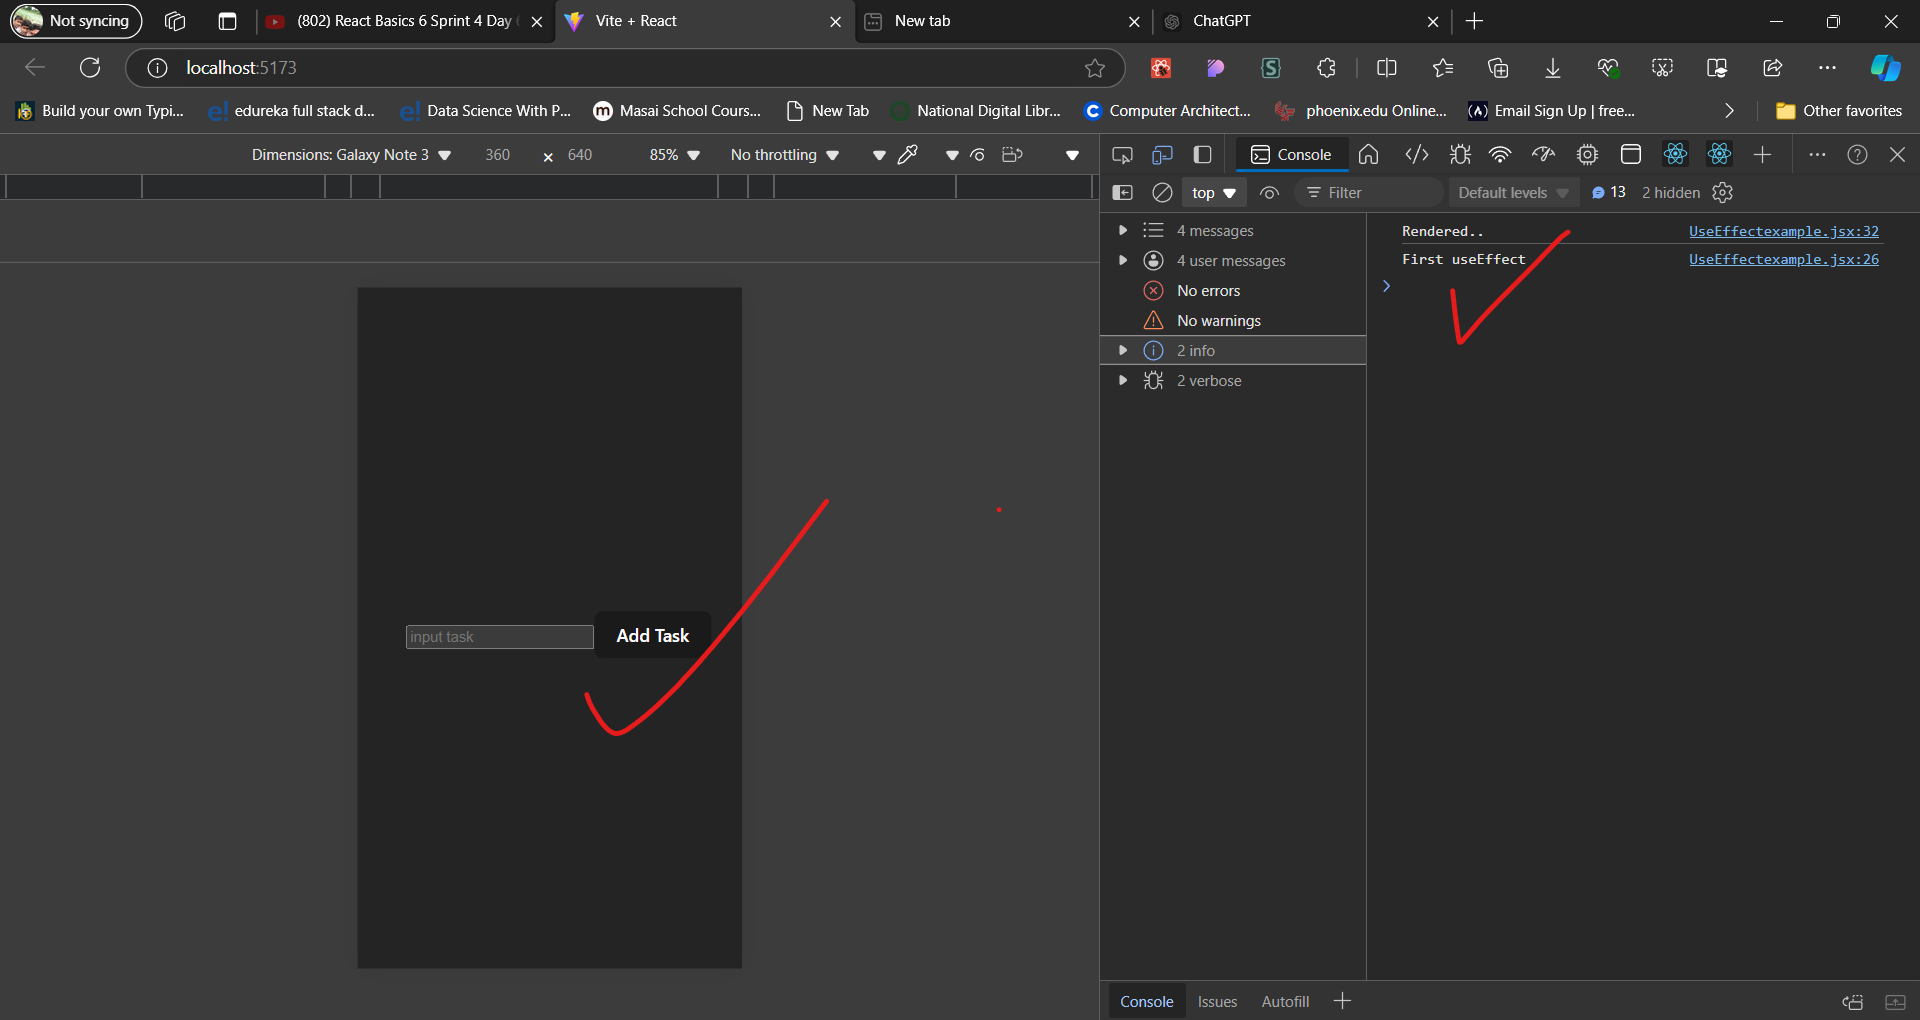 Not syncing
(802) React Basics 6 Sprint 4 Day
Vite + React
New tab
ChatGPT
localhost:5173
Build your own Typi...
edureka full stack d...
Data Science With P...
Masai School Cours...
New Tab
National Digital Libr...
Computer Architect...
phoenix.edu Online...
Email Sign Up | free...
Other favorites
Dimensions: Galaxy Note 3
360
×
640
85%
No throttling
Console
top
Filter
Default levels
13
2 hidden
4 messages
4 user messages
No errors
No warnings
2 info
2 verbose
Rendered..
UseEffectexample.jsx:32
First useEffect
UseEffectexample.jsx:26
input task
Add Task
Console
Issues
Autofill